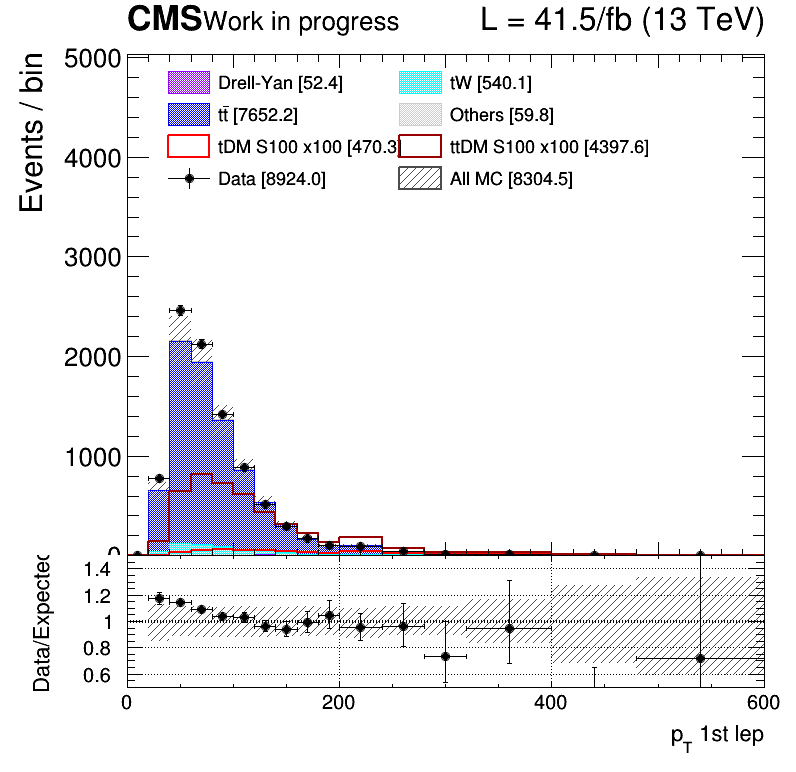 CMS Work in progress L = 41.5/fb (13 TeV)
Events / bin
5000
4000
3000
2000
1000
0
Drell-Yan [52.4] tW [540.1]
tt̄ [7652.2] Others [59.8]
tDM S100 x100 [470.3] ttDM S100 x100 [4397.6]
Data [8924.0] All MC [8304.5]
Data/Expected
1.4
1.2
1
0.8
0.6
0 200 400 600
p_T 1st lep